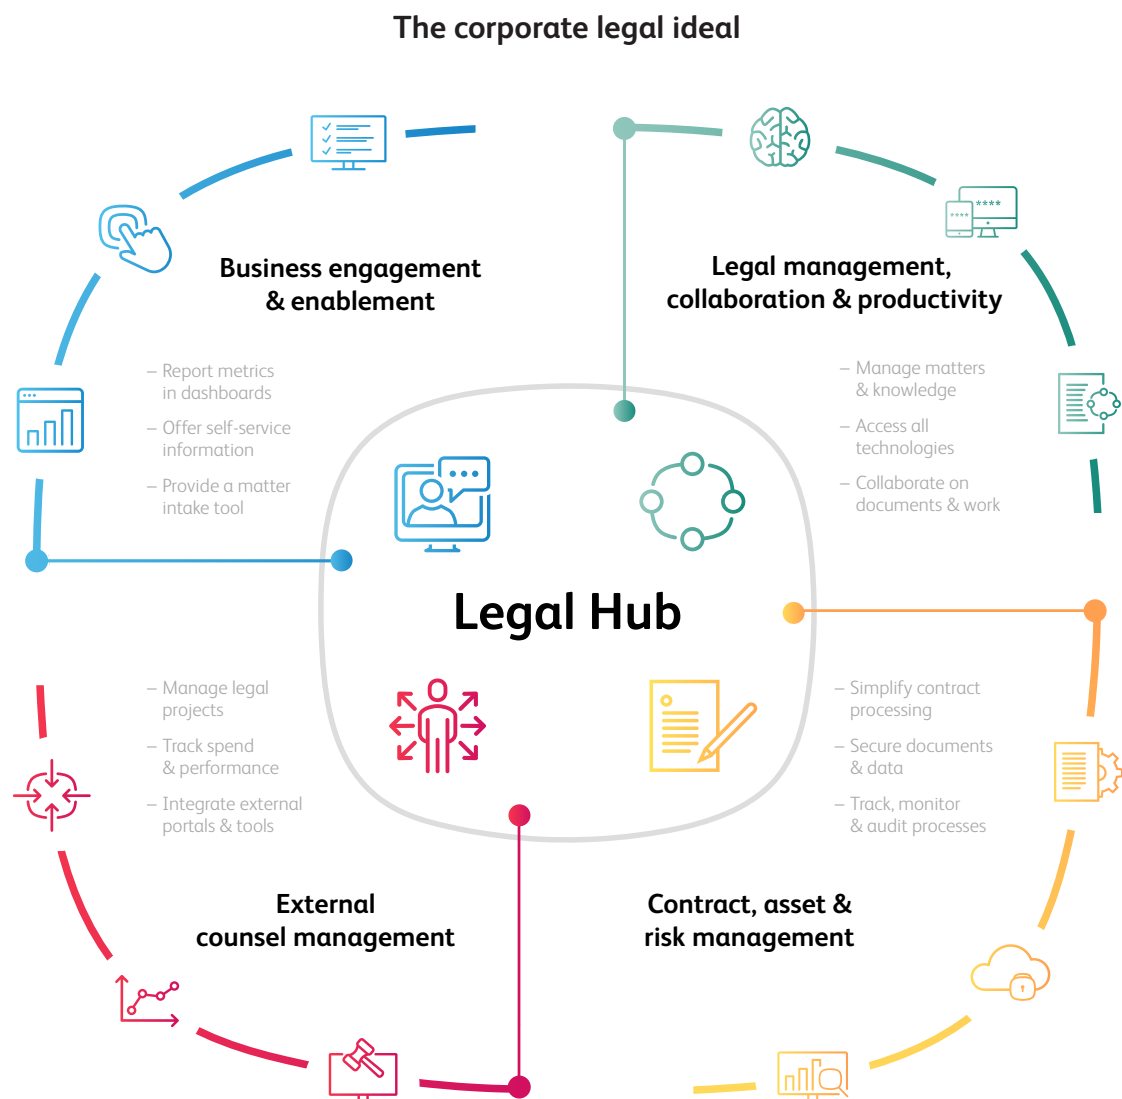 The corporate legal ideal
Business engagement
& enablement
– Report metrics
in dashboards
– Offer self-service
information
– Provide a matter
intake tool
Legal management,
collaboration & productivity
– Manage matters
& knowledge
– Access all
technologies
– Collaborate on
documents & work
****
****
Legal Hub
– Manage legal
projects
– Track spend
& performance
– Integrate external
portals & tools
External
counsel management
– Simplify contract
processing
– Secure documents
& data
– Track, monitor
& audit processes
Contract, asset &
risk management